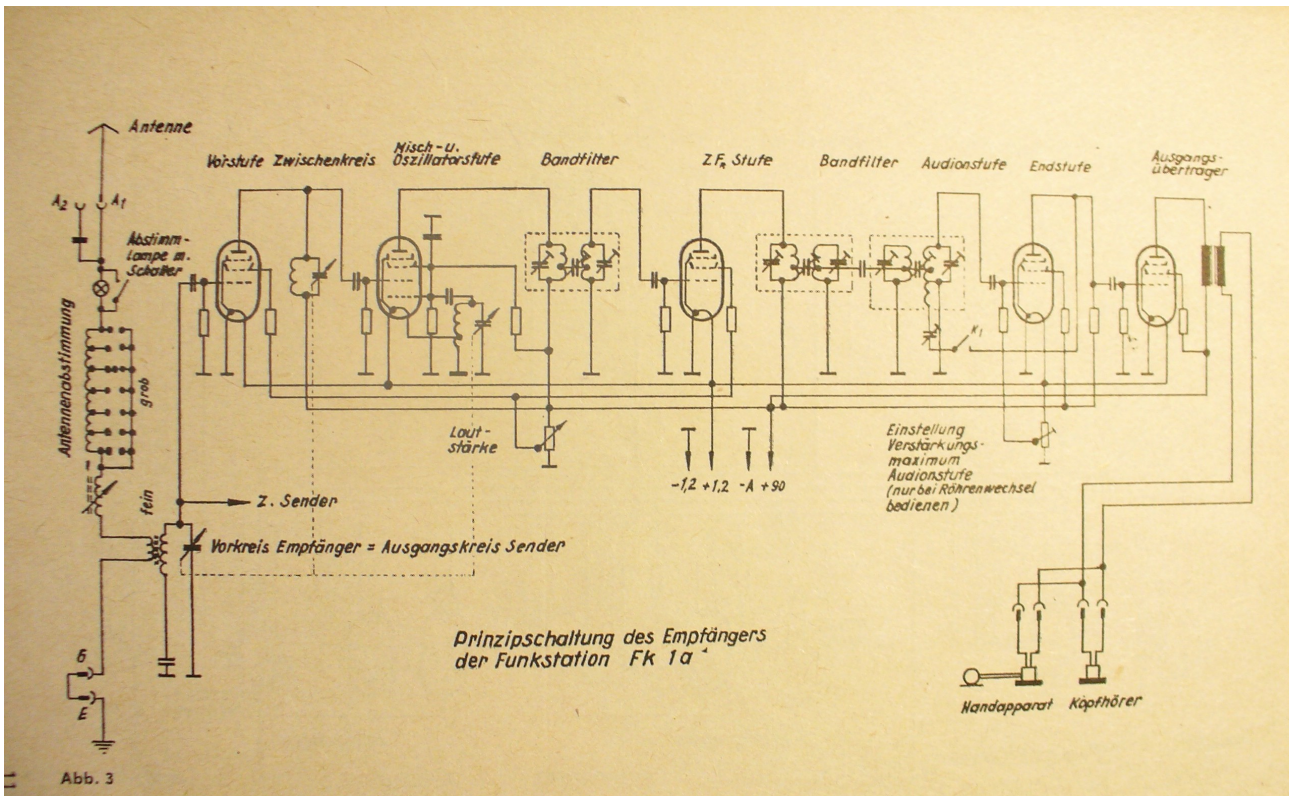 Antenne
A₂
A₁
Abstimm-
lampe m.
Schalter
Antennenabstimmung
grob
fein
Vorstufe
Zwischenkreis
Misch- u.
Oszillatorstufe
Bandfilter
ZF. Stufe
Bandfilter
Audionstufe
Endstufe
Ausgangs-
übertrager
K1
Laut-
stärke
-1,2
+1,2
-A
+90
Einstellung
Verstärkungs-
maximum
Audionstufe
(nur bei Röhrenwechsel
bedienen)
Z. Sender
Vorkreis Empfänger = Ausgangskreis Sender
Prinzipschaltung des Empfängers
der Funkstation Fk 1a
G
E
Handapparat
Kopfhörer
Abb. 3
11